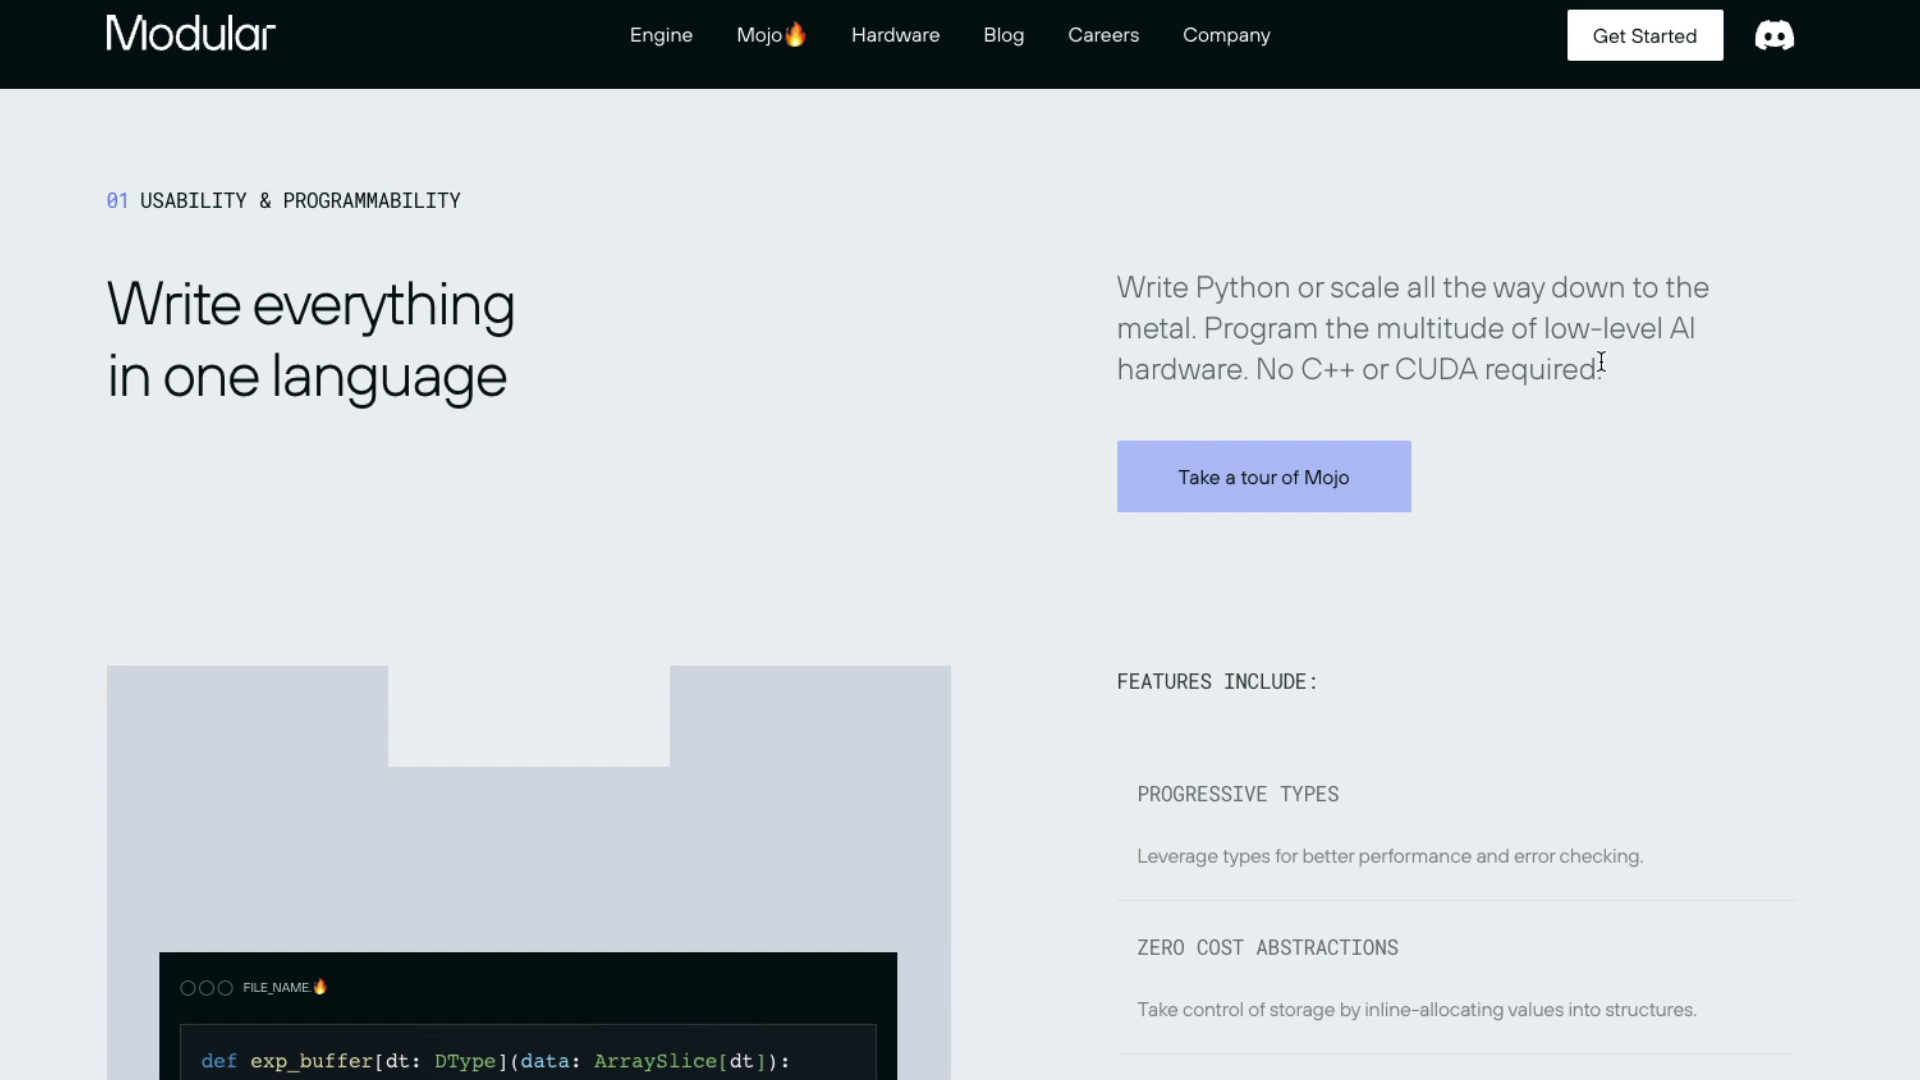 Modular
Engine Mojo🔥 Hardware Blog Careers Company
Get Started
01 USABILITY & PROGRAMMABILITY
Write everything
in one language
Write Python or scale all the way down to the
metal. Program the multitude of low-level AI
hardware. No C++ or CUDA required.
Take a tour of Mojo
FEATURES INCLUDE:
PROGRESSIVE TYPES
Leverage types for better performance and error checking.
ZERO COST ABSTRACTIONS
Take control of storage by inline-allocating values into structures.
FILE_NAME.🔥
def exp_buffer[dt: DType](data: ArraySlice[dt]):